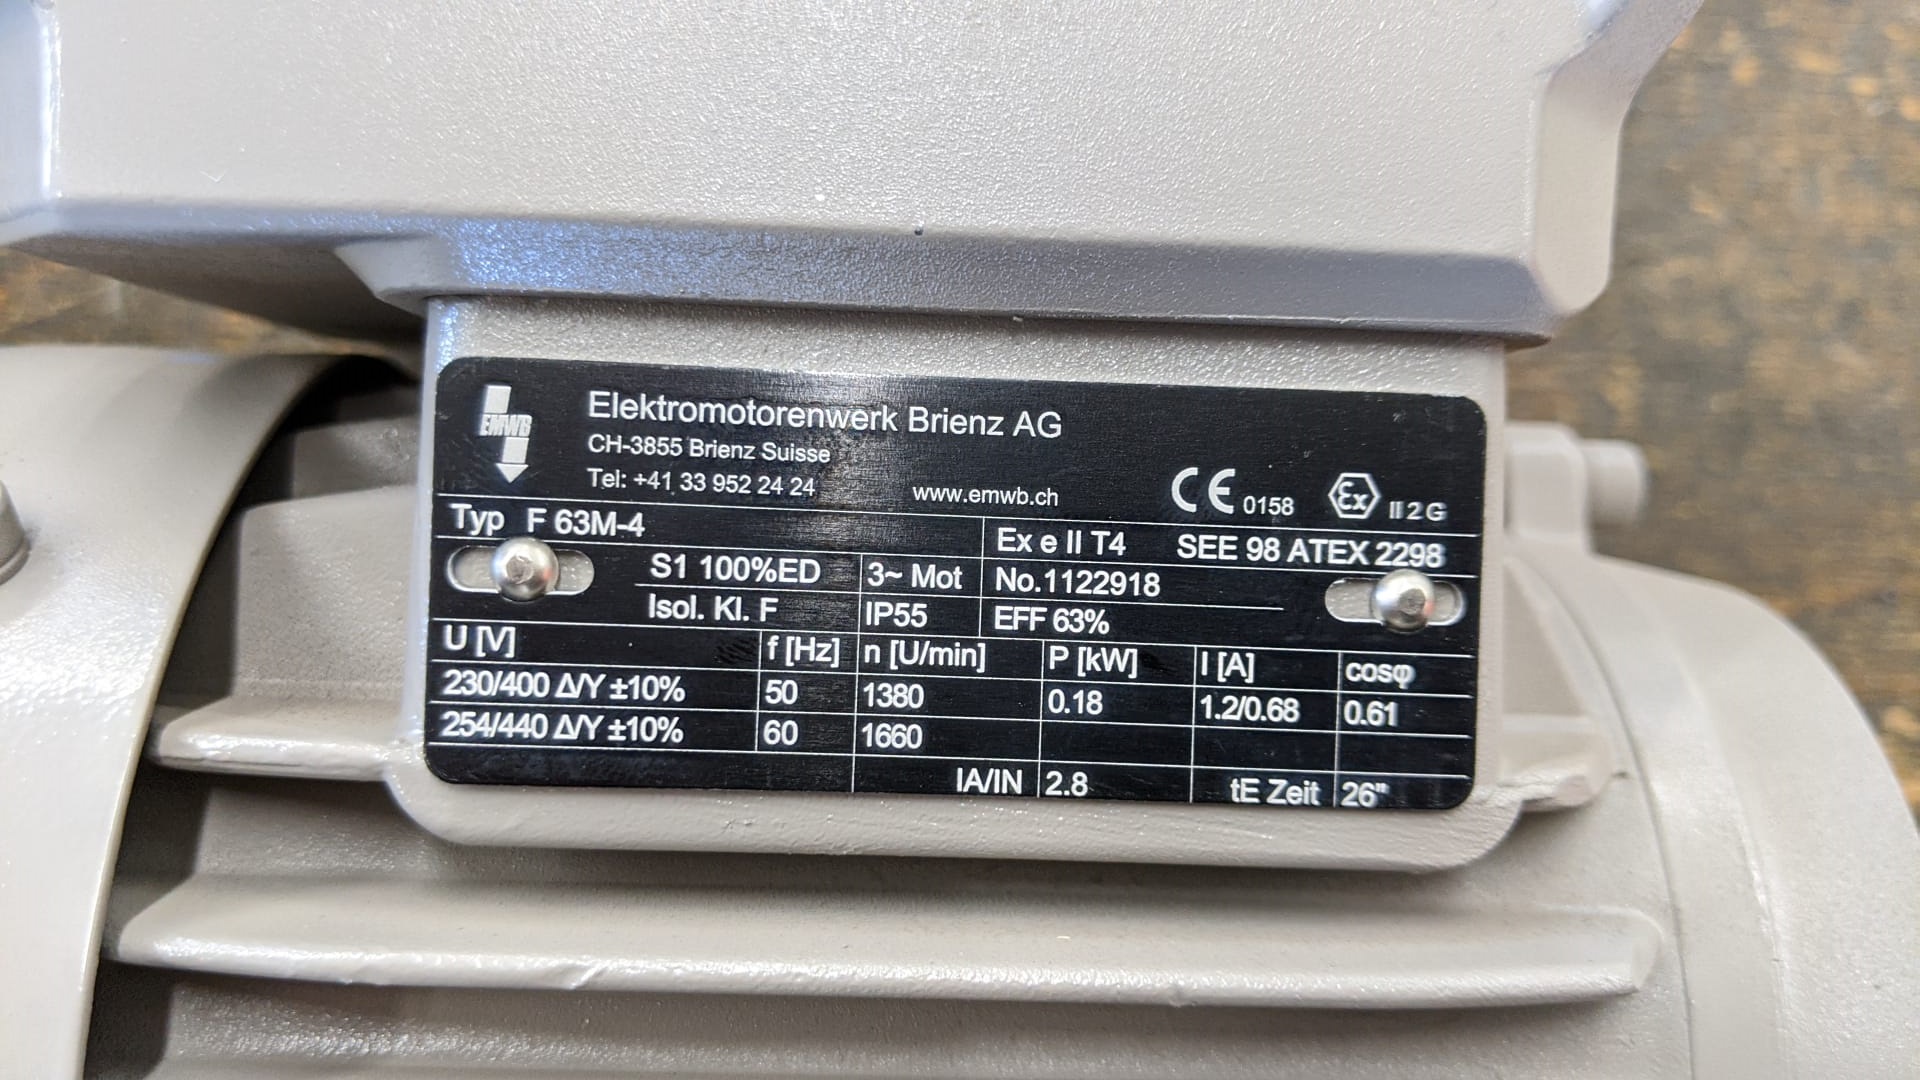 EMWB
Elektromotorenwerk Brienz AG
CH-3855 Brienz Suisse
Tel: +41 33 952 24 24
www.emwb.ch
CE 0158 Ex II 2 G
Typ F 63M-4
Ex e II T4 SEE 98 ATEX 2298
S1 100%ED 3~ Mot No.1122918
Isol. Kl. F IP55 EFF 63%
U [V] f [Hz] n [U/min] P [kW] I [A] cosφ
230/400 Δ/Y ±10% 50 1380 0.18 1.2/0.68 0.61
254/440 Δ/Y ±10% 60 1660
IA/IN 2.8 tE Zeit 26"